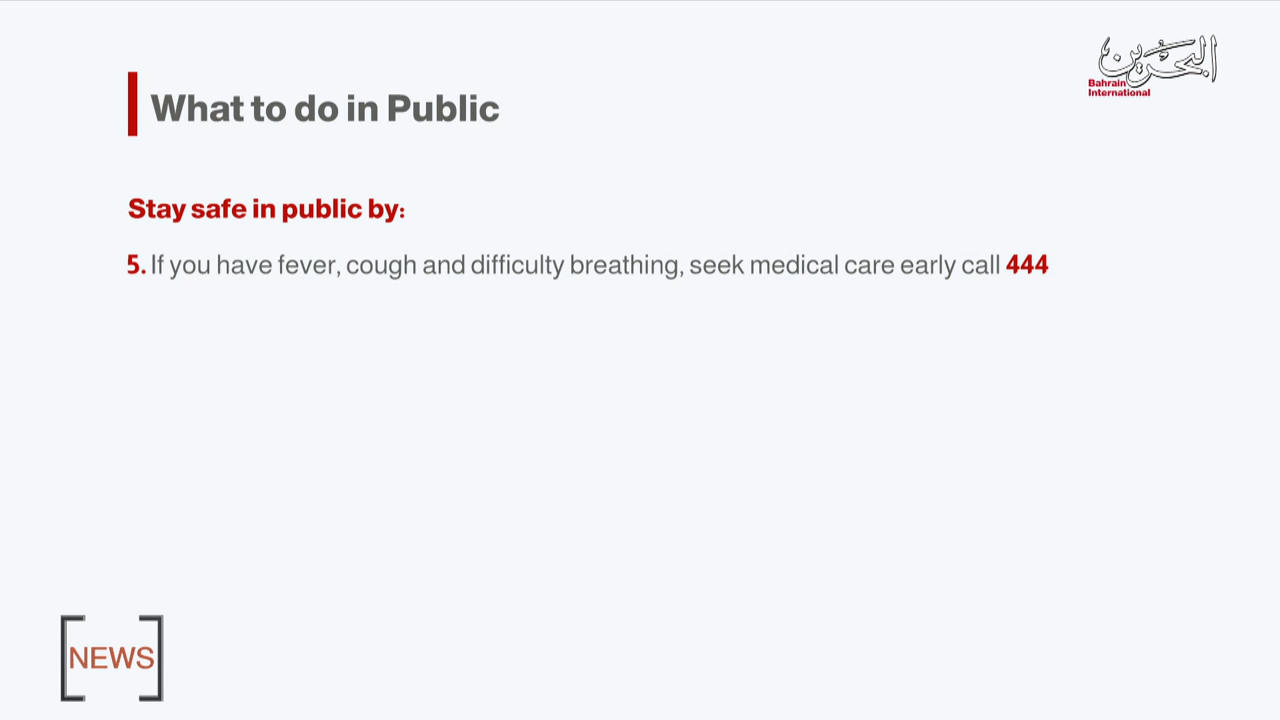 البحرين
Bahrain
International
What to do in Public
Stay safe in public by:
5. If you have fever, cough and difficulty breathing, seek medical care early call 444
NEWS